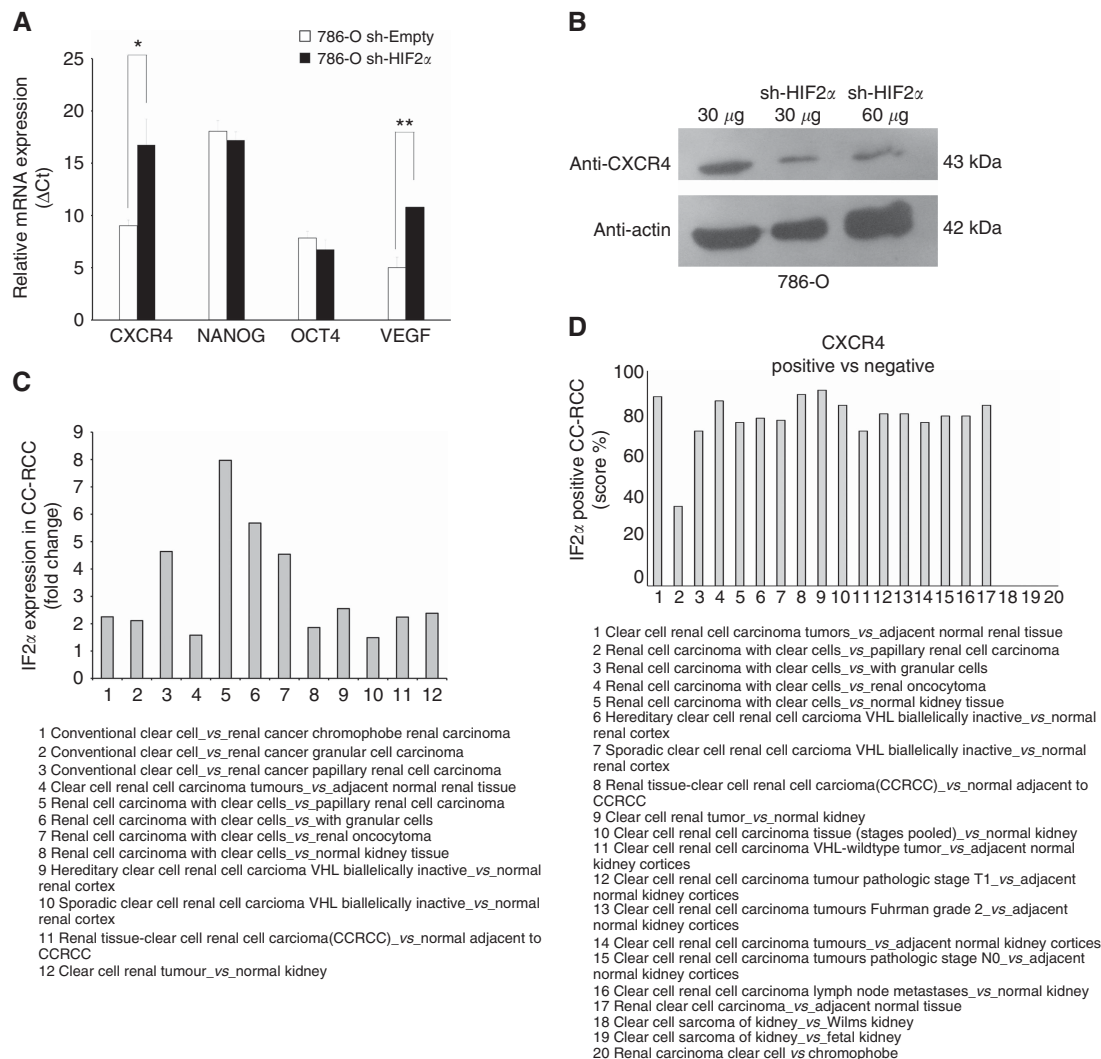 A
786-O sh-Empty
786-O sh-HIF2α
Relative mRNA expression
(ΔCt)
25
20
15
10
5
0
*
**
CXCR4 NANOG OCT4 VEGF
B
sh-HIF2α sh-HIF2α
30 μg 30 μg 60 μg
Anti-CXCR4 43 kDa
Anti-actin 42 kDa
786-O
C
IF2α expression in CC-RCC
(fold change)
9
8
7
6
5
4
3
2
1
0
1 2 3 4 5 6 7 8 9 10 11 12
1 Conventional clear cell_vs_renal cancer chromophobe renal carcinoma
2 Conventional clear cell_vs_renal cancer granular cell carcinoma
3 Conventional clear cell_vs_renal cancer papillary renal cell carcinoma
4 Clear cell renal cell carcinoma tumours_vs_adjacent normal renal tissue
5 Renal cell carcinoma with clear cells_vs_papillary renal cell carcinoma
6 Renal cell carcinoma with clear cells_vs_with granular cells
7 Renal cell carcinoma with clear cells_vs_renal oncocytoma
8 Renal cell carcinoma with clear cells_vs_normal kidney tissue
9 Hereditary clear cell renal cell carcioma VHL biallelically inactive_vs_normal
renal cortex
10 Sporadic clear cell renal cell carcioma VHL biallelically inactive_vs_normal
renal cortex
11 Renal tissue-clear cell renal cell carcioma(CCRCC)_vs_normal adjacent to
CCRCC
12 Clear cell renal tumour_vs_normal kidney
D
CXCR4
positive vs negative
IF2α positive CC-RCC
(score %)
100
80
60
40
20
0
1 2 3 4 5 6 7 8 9 10 11 12 13 14 15 16 17 18 19 20
1 Clear cell renal cell carcinoma tumors_vs_adjacent normal renal tissue
2 Renal cell carcinoma with clear cells_vs_papillary renal cell carcinoma
3 Renal cell carcinoma with clear cells_vs_with granular cells
4 Renal cell carcinoma with clear cells_vs_renal oncocytoma
5 Renal cell carcinoma with clear cells_vs_normal kidney tissue
6 Hereditary clear cell renal cell carcioma VHL biallelically inactive_vs_normal
renal cortex
7 Sporadic clear cell renal cell carcioma VHL biallelically inactive_vs_normal
renal cortex
8 Renal tissue-clear cell renal cell carcioma(CCRCC)_vs_normal adjacent to
CCRCC
9 Clear cell renal tumor_vs_normal kidney
10 Clear cell renal cell carcinoma tissue (stages pooled)_vs_normal kidney
11 Clear cell renal cell carcinoma VHL-wildtype tumor_vs_adjacent normal
kidney cortices
12 Clear cell renal cell carcinoma tumour pathologic stage T1_vs_adjacent
normal kidney cortices
13 Clear cell renal cell carcinoma tumours Fuhrman grade 2_vs_adjacent
normal kidney cortices
14 Clear cell renal cell carcinoma tumours_vs_adjacent normal kidney cortices
15 Clear cell renal cell carcinoma tumours pathologic stage N0_vs_adjacent
normal kidney cortices
16 Clear cell renal cell carcinoma lymph node metastases_vs_normal kidney
17 Renal clear cell carcinoma_vs_adjacent normal tissue
18 Clear cell sarcoma of kidney_vs_Wilms kidney
19 Clear cell sarcoma of kidney_vs_fetal kidney
20 Renal carcinoma clear cell vs chromophobe